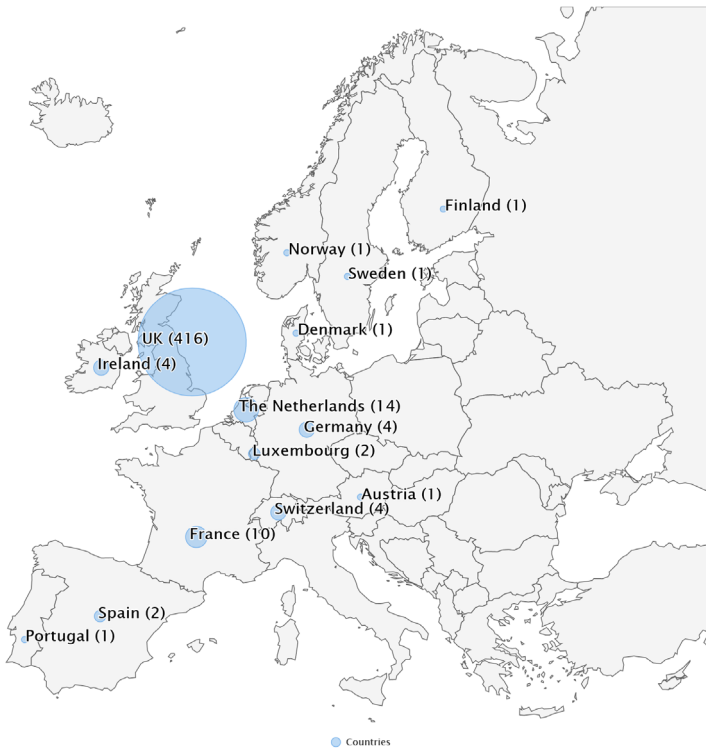 Finland (1)
Norway (1)
Sweden (1)
Denmark (1)
UK (416)
Ireland (4)
The Netherlands (14)
Germany (4)
Luxembourg (2)
Austria (1)
Switzerland (4)
France (10)
Spain (2)
Portugal (1)
Countries